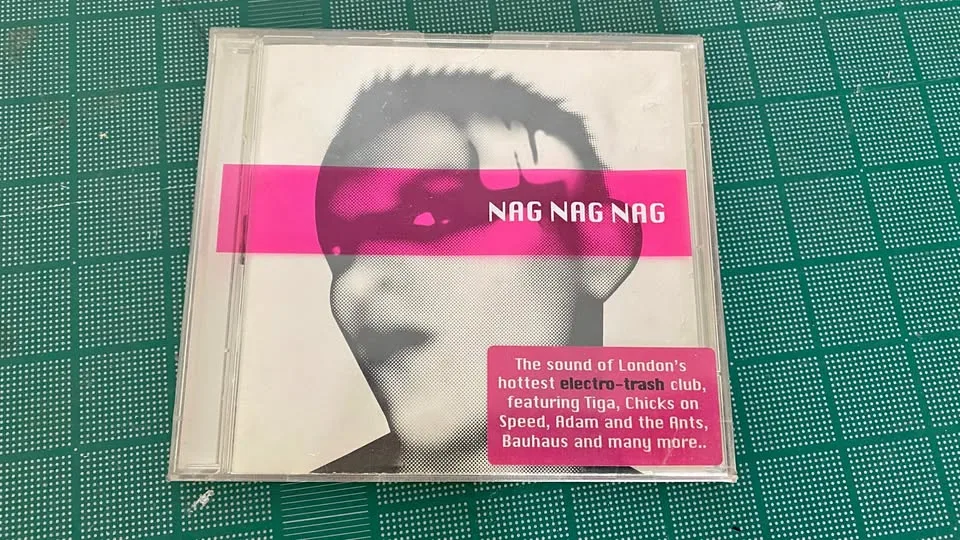 NAG NAG NAG
The sound of London's
hottest electro-trash club,
featuring Tiga, Chicks on
Speed, Adam and the Ants,
Bauhaus and many more..